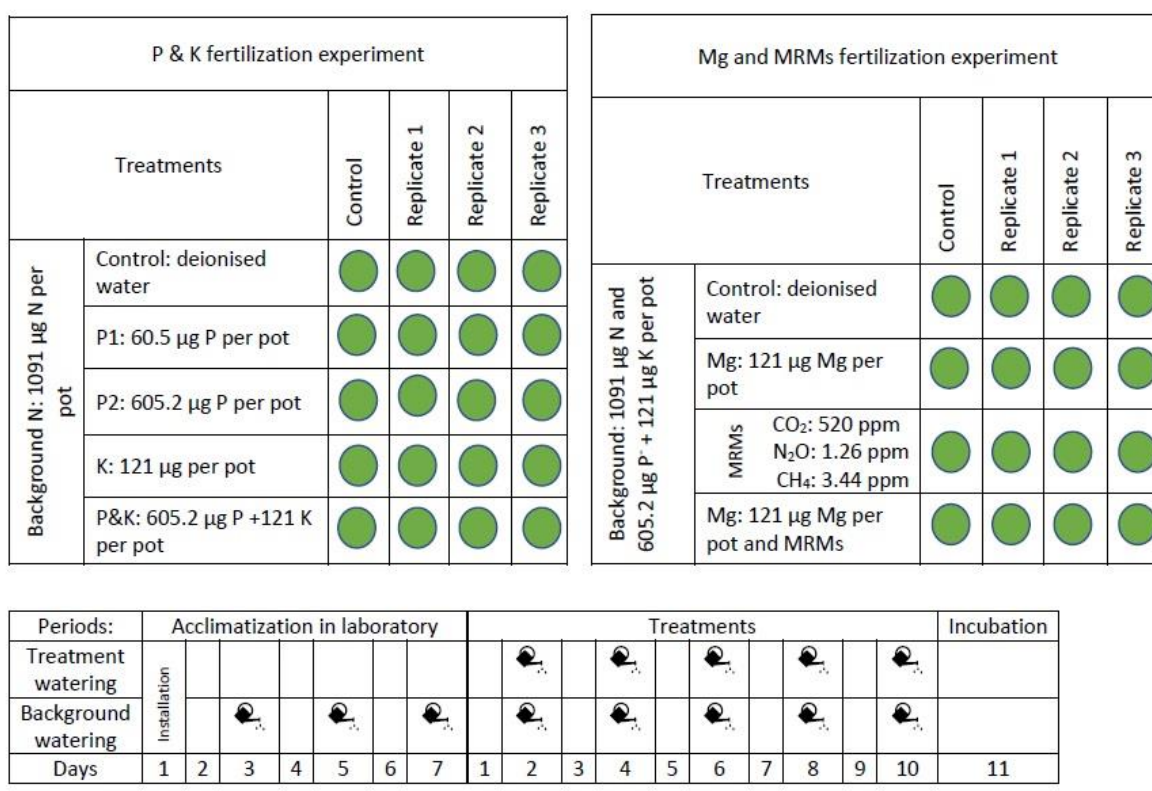 P & K fertilization experiment
Treatments
Control
Replicate 1
Replicate 2
Replicate 3
Background N: 1091 µg N per
pot
Control: deionised
water
P1: 60.5 µg P per pot
P2: 605.2 µg P per pot
K: 121 µg per pot
P&K: 605.2 µg P +121 K
per pot
Mg and MRMs fertilization experiment
Treatments
Control
Replicate 1
Replicate 2
Replicate 3
Background: 1091 µg N and
605.2 µg P⁻ + 121 µg K per pot
Control: deionised
water
Mg: 121 µg Mg per
pot
MRMs
CO₂: 520 ppm
N₂O: 1.26 ppm
CH₄: 3.44 ppm
Mg: 121 µg Mg per
pot and MRMs
Periods: Acclimatization in laboratory Treatments Incubation
Treatment
watering
Installation
Background
watering
Days 1 2 3 4 5 6 7 1 2 3 4 5 6 7 8 9 10 11